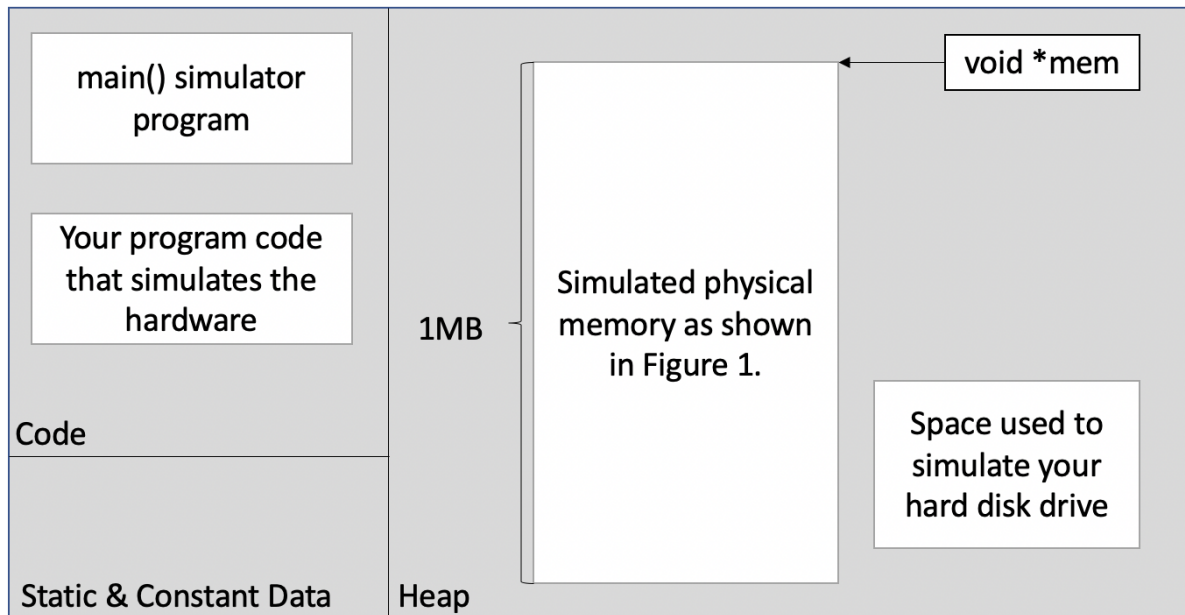 main() simulator
program
Your program code
that simulates the
hardware
Code
Static & Constant Data
void *mem
1MB
Simulated physical
memory as shown
in Figure 1.
Space used to
simulate your
hard disk drive
Heap